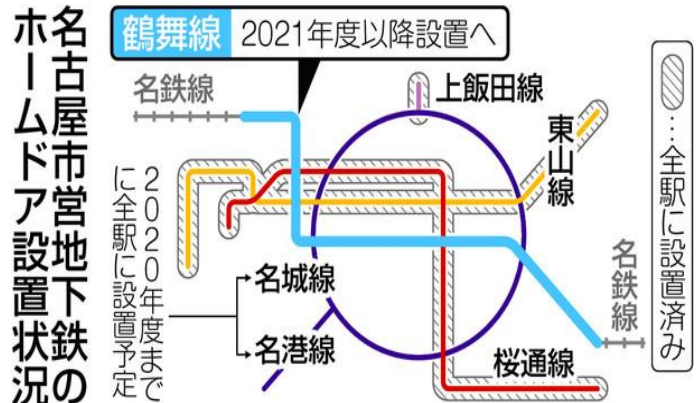 名古屋市営地下鉄の
ホームドア設置状況
鶴舞線 2021年度以降設置へ
名鉄線
上飯田線
東山線
…全駅に設置済み
2020年度まで
に全駅に設置予定
名城線
名港線
名鉄線
桜通線